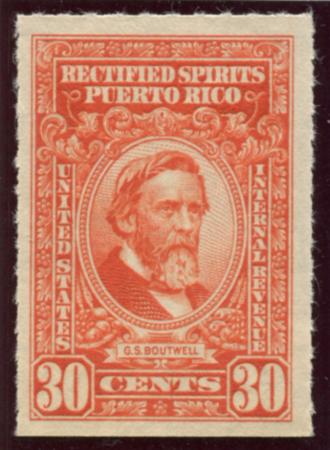 RECTIFIED SPIRITS
PUERTO RICO
UNITED STATES
INTERNAL REVENUE
G.S. BOUTWELL
30 CENTS 30